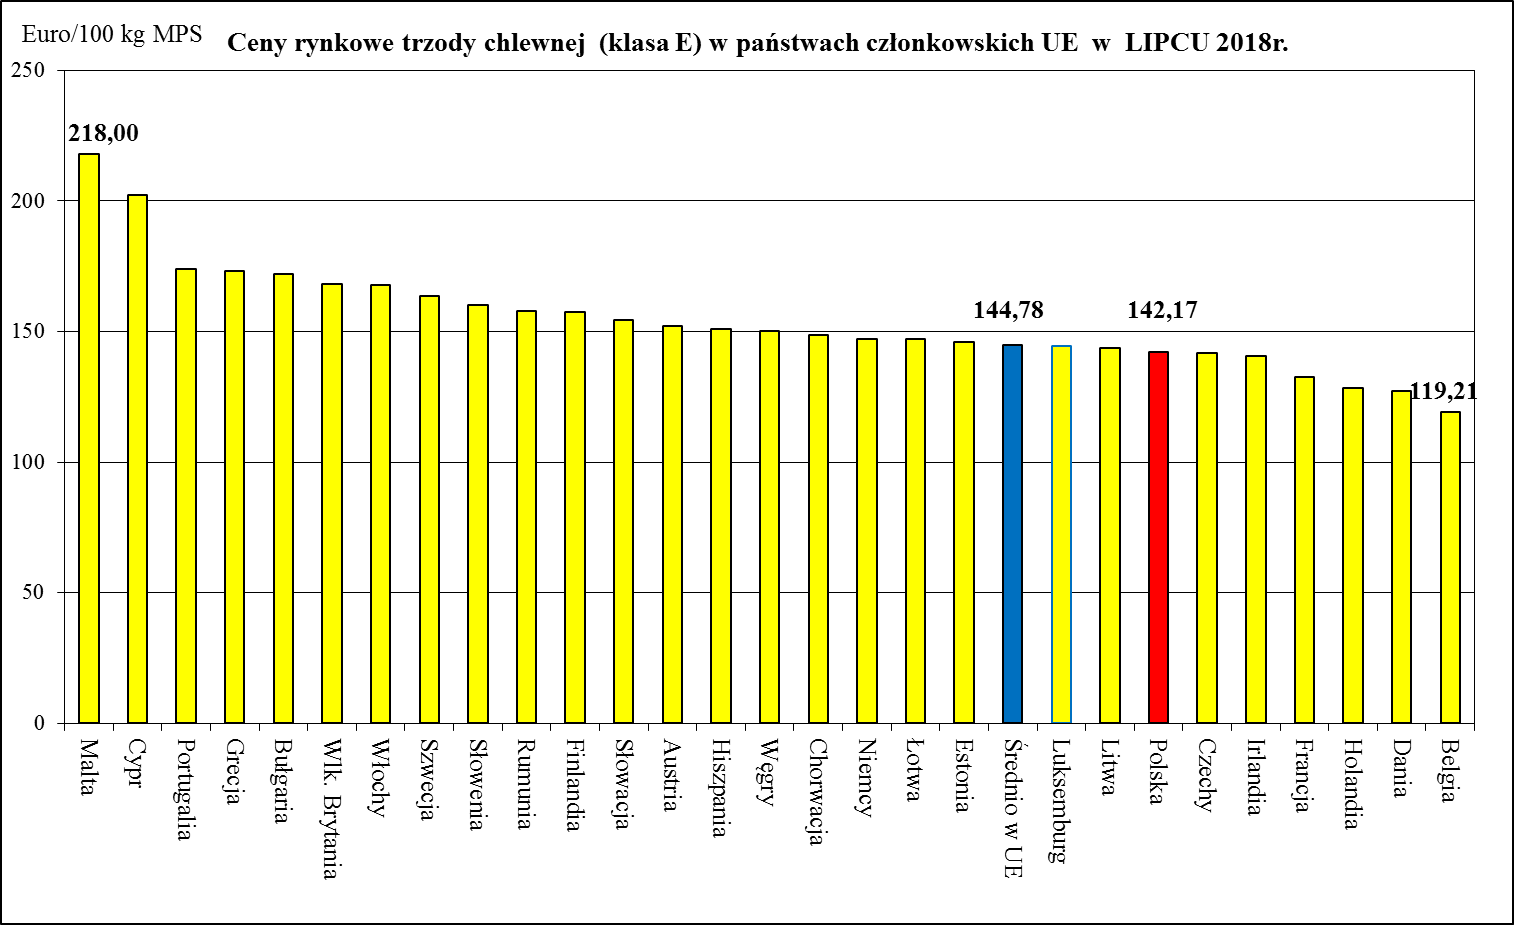 Euro/100 kg MPS
Ceny rynkowe trzody chlewnej (klasa E) w państwach członkowskich UE w LIPCU 2018r.
250
200
150
100
50
0
218,00
144,78
142,17
119,21
Malta
Cypr
Portugalia
Grecja
Bułgaria
Wlk. Brytania
Włochy
Szwecja
Słowenia
Rumunia
Finlandia
Słowacja
Austria
Hiszpania
Węgry
Chorwacja
Niemcy
Łotwa
Estonia
Średnio w UE
Luksemburg
Litwa
Polska
Czechy
Irlandia
Francja
Holandia
Dania
Belgia